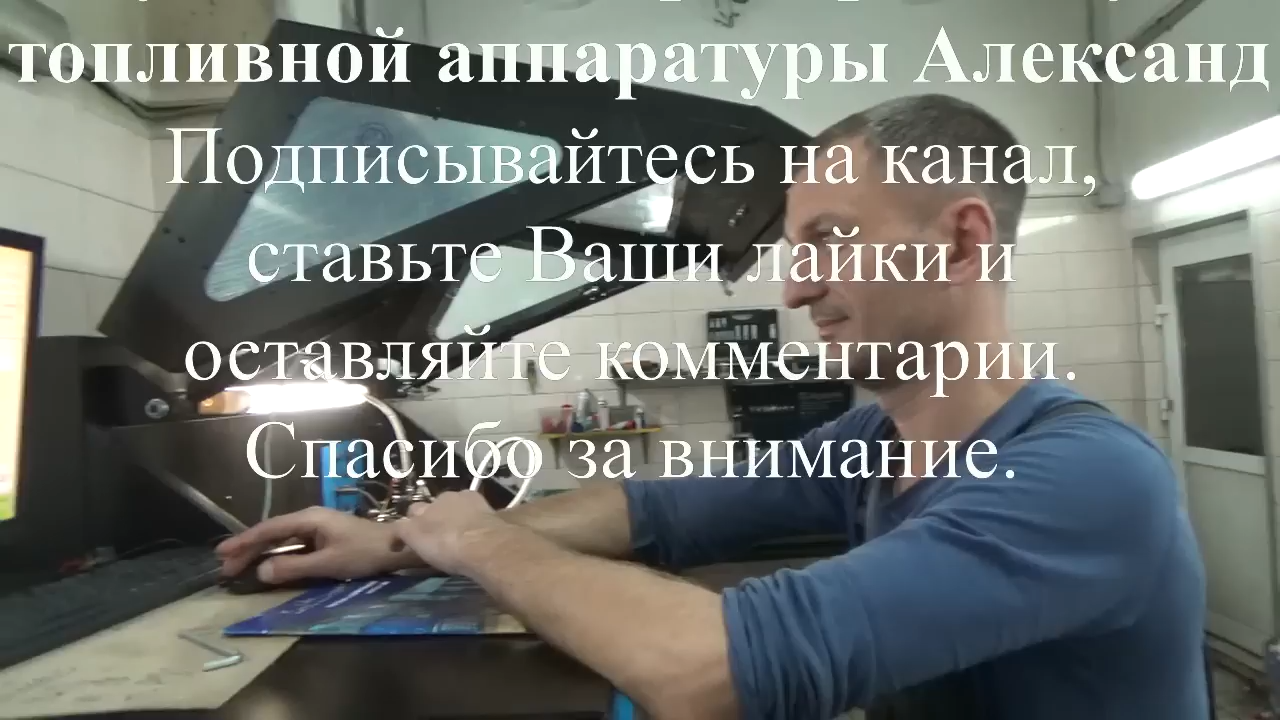 топливной аппаратуры Александ
Подписывайтесь на канал,
ставьте Ваши лайки и
оставляйте комментарии.
Спасибо за внимание.